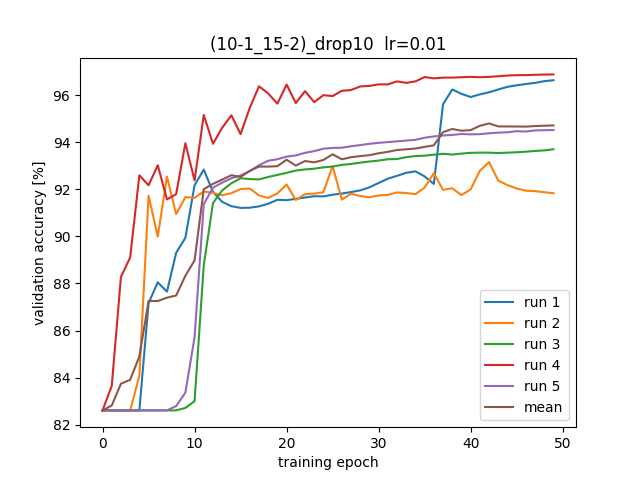 (10-1_15-2)_drop10 lr=0.01
validation accuracy [%]
96
94
92
90
88
86
84
82
0
10
20
30
40
50
training epoch
run 1
run 2
run 3
run 4
run 5
mean